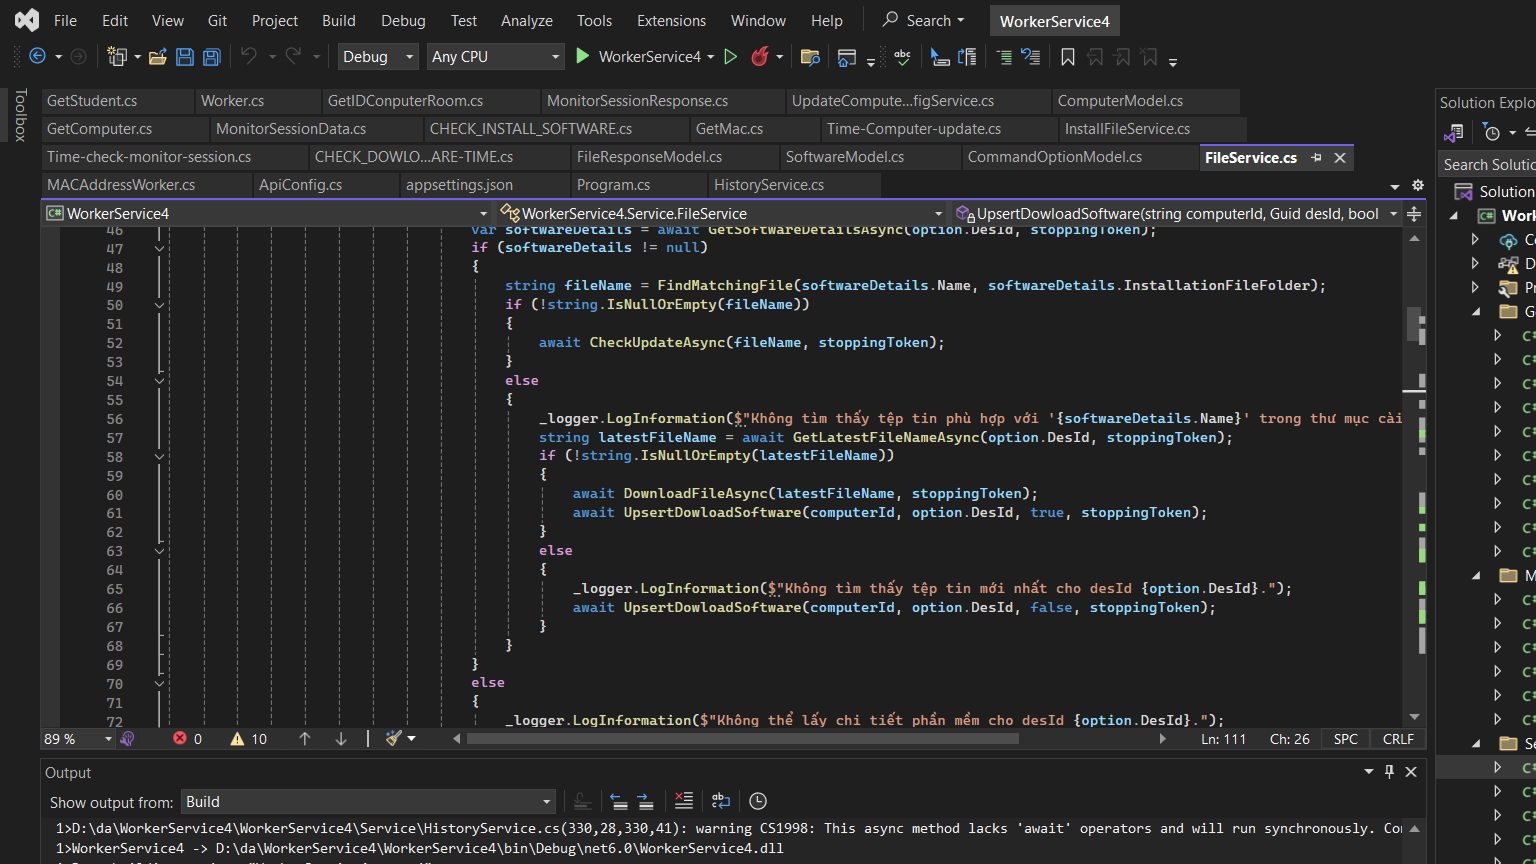 File Edit View Git Project Build Debug Test Analyze Tools Extensions Window Help Search WorkerService4
Debug Any CPU WorkerService4
Toolbox
GetStudent.cs Worker.cs GetIDConputerRoom.cs MonitorSessionResponse.cs UpdateCompute...figService.cs ComputerModel.cs
GetComputer.cs MonitorSessionData.cs CHECK_INSTALL_SOFTWARE.cs GetMac.cs Time-Computer-update.cs InstallFileService.cs
Time-check-monitor-session.cs CHECK_DOWLO...ARE-TIME.cs FileResponseModel.cs SoftwareModel.cs CommandOptionModel.cs FileService.cs
MACAddressWorker.cs ApiConfig.cs appsettings.json Program.cs HistoryService.cs
WorkerService4 WorkerService4.Service.FileService UpsertDowloadSoftware(string computerId, Guid desId, bool
46 var softwareDetails = await GetSoftwareDetailsAsync(option.DesId, stoppingToken);
47 if (softwareDetails != null)
48 {
49 string fileName = FindMatchingFile(softwareDetails.Name, softwareDetails.InstallationFileFolder);
50 if (!string.IsNullOrEmpty(fileName))
51 {
52 await CheckUpdateAsync(fileName, stoppingToken);
53 }
54 else
55 {
56 _logger.LogInformation($"Không tìm thấy tệp tin phù hợp với '{softwareDetails.Name}' trong thư mục cài
57 string latestFileName = await GetLatestFileNameAsync(option.DesId, stoppingToken);
58 if (!string.IsNullOrEmpty(latestFileName))
59 {
60 await DownloadFileAsync(latestFileName, stoppingToken);
61 await UpsertDowloadSoftware(computerId, option.DesId, true, stoppingToken);
62 }
63 else
64 {
65 _logger.LogInformation($"Không tìm thấy tệp tin mới nhất cho desId {option.DesId}.");
66 await UpsertDowloadSoftware(computerId, option.DesId, false, stoppingToken);
67 }
68 }
69 }
70 else
71 {
72 _logger.LogInformation($"Không thể lấy chi tiết phần mềm cho desId {option.DesId}.");
89 % 0 10 Ln: 111 Ch: 26 SPC CRLF
Output
Show output from: Build
1>D:\da\WorkerService4\WorkerService4\Service\HistoryService.cs(330,28,330,41): warning CS1998: This async method lacks 'await' operators and will run synchronously.
1>WorkerService4 -> D:\da\WorkerService4\WorkerService4\bin\Debug\net6.0\WorkerService4.dll
Solution Explo
Search Solutio
Solution
Work